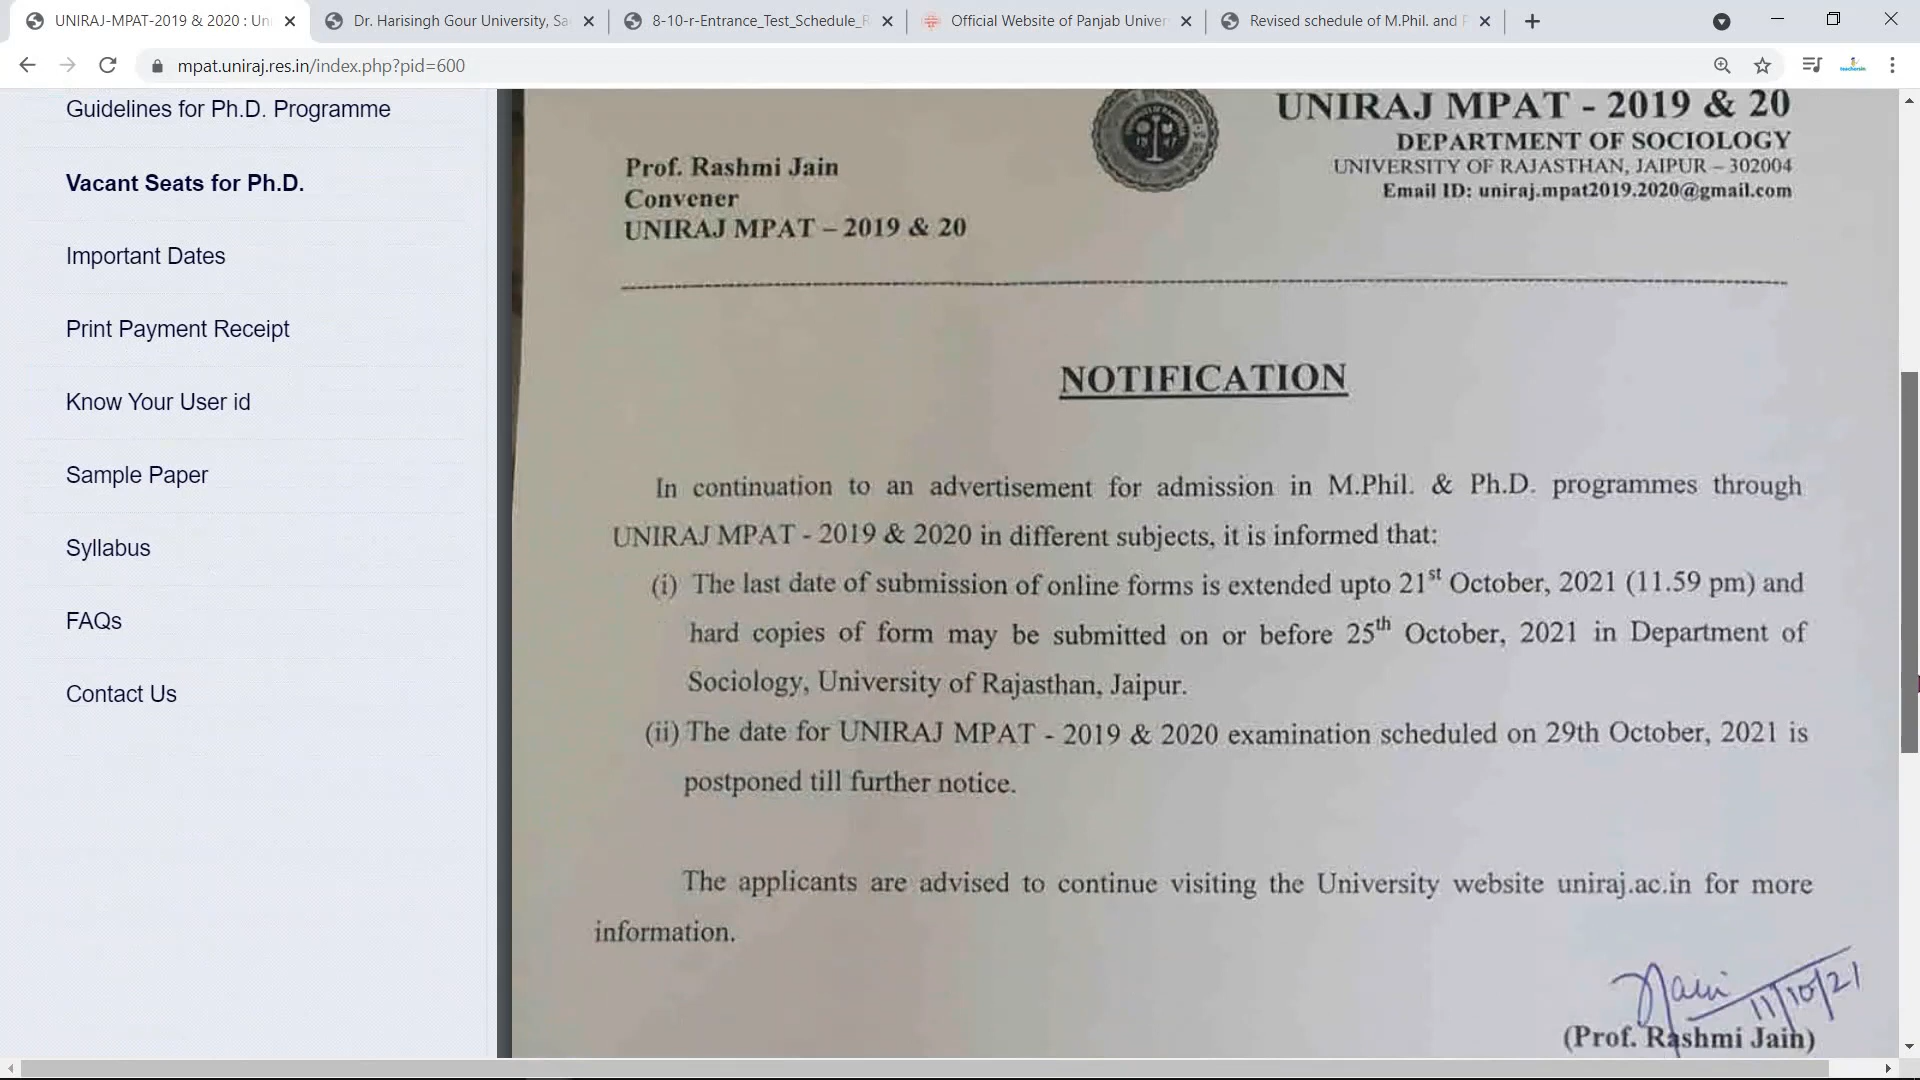 UNIRAJ-MPAT-2019 & 2020 : Un
Dr. Harisingh Gour University, Sa
8-10-r-Entrance_Test_Schedule_R
Official Website of Panjab Univer
Revised schedule of M.Phil. and P
mpat.uniraj.res.in/index.php?pid=600
Guidelines for Ph.D. Programme
Vacant Seats for Ph.D.
Important Dates
Print Payment Receipt
Know Your User id
Sample Paper
Syllabus
FAQs
Contact Us
UNIRAJ MPAT - 2019 & 20
DEPARTMENT OF SOCIOLOGY
UNIVERSITY OF RAJASTHAN, JAIPUR – 302004
Email ID: uniraj.mpat2019.2020@gmail.com
Prof. Rashmi Jain
Convener
UNIRAJ MPAT – 2019 & 20
NOTIFICATION
In continuation to an advertisement for admission in M.Phil. & Ph.D. programmes through
UNIRAJ MPAT - 2019 & 2020 in different subjects, it is informed that:
(i) The last date of submission of online forms is extended upto 21st October, 2021 (11.59 pm) and
hard copies of form may be submitted on or before 25th October, 2021 in Department of
Sociology, University of Rajasthan, Jaipur.
(ii) The date for UNIRAJ MPAT - 2019 & 2020 examination scheduled on 29th October, 2021 is
postponed till further notice.
The applicants are advised to continue visiting the University website uniraj.ac.in for more
information.
11/10/21
(Prof. Rashmi Jain)